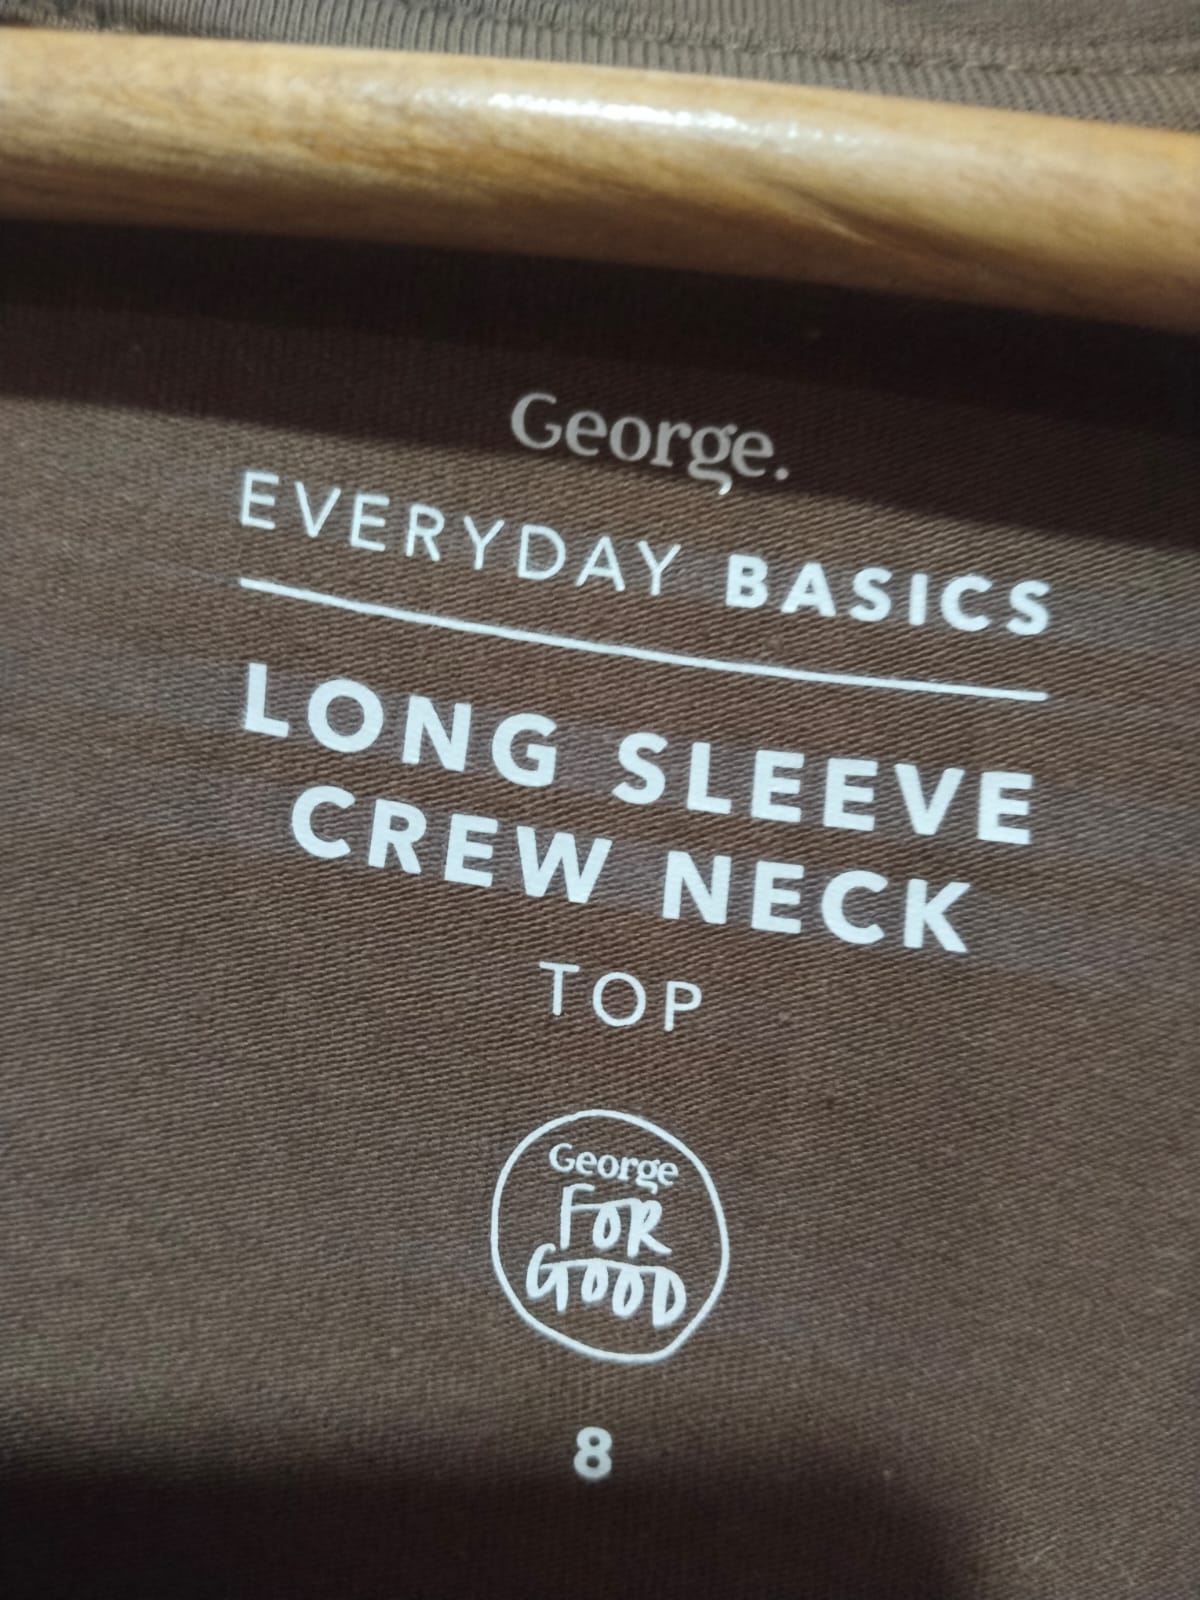 George.
EVERYDAY BASICS
LONG SLEEVE
CREW NECK
TOP
George
FOR
GOOD
8